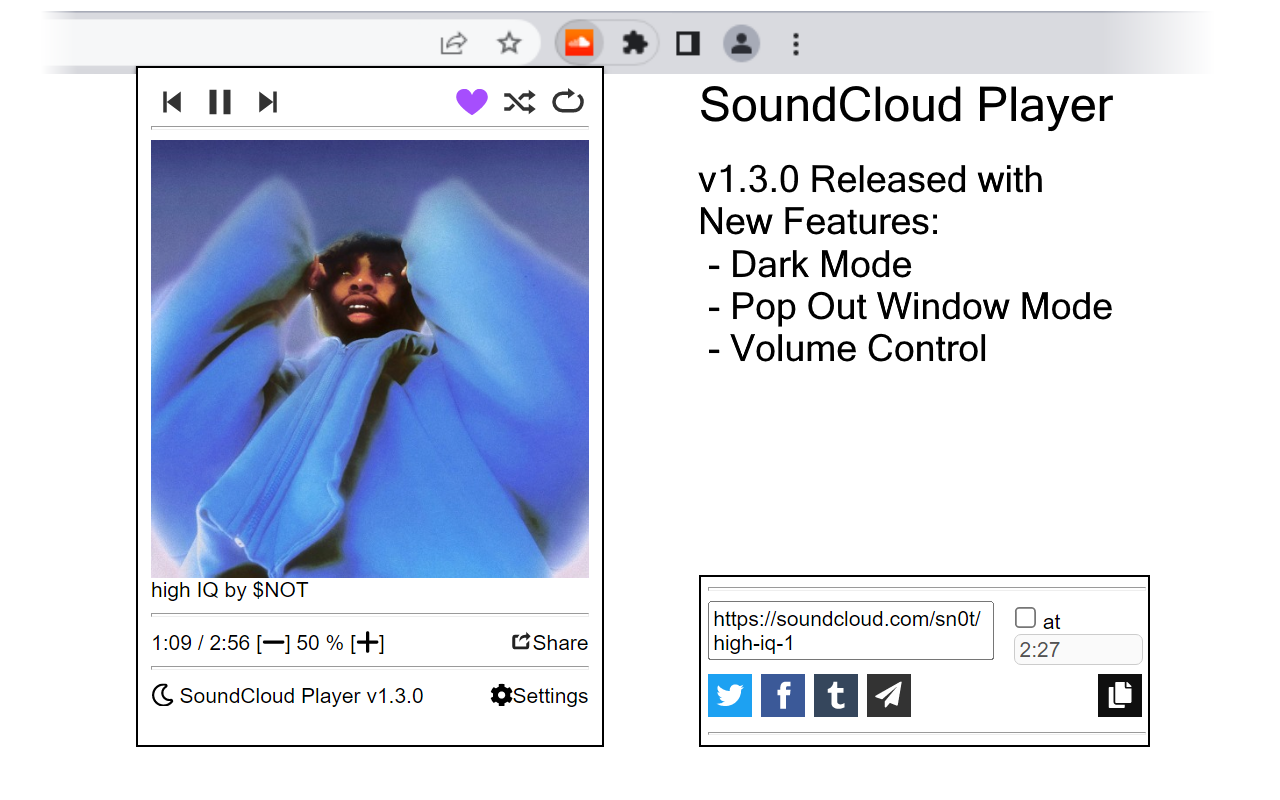 SoundCloud Player
v1.3.0 Released with
New Features:
- Dark Mode
- Pop Out Window Mode
- Volume Control
high IQ by $NOT
1:09 / 2:56 [−] 50 % [+]
Share
SoundCloud Player v1.3.0
Settings
https://soundcloud.com/sn0t/
high-iq-1
at
2:27
f
t